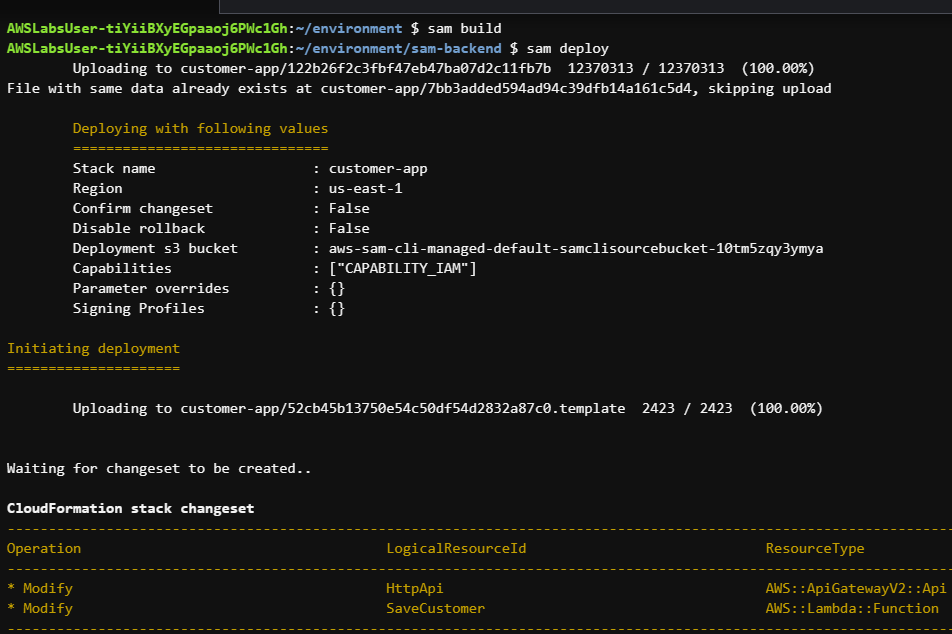 AWSLabsUser-tiYiiBXyEGpaaoj6PWc1Gh:~/environment $ sam build
AWSLabsUser-tiYiiBXyEGpaaoj6PWc1Gh:~/environment/sam-backend $ sam deploy
Uploading to customer-app/122b26f2c3fbf47eb47ba07d2c11fb7b 12370313 / 12370313 (100.00%)
File with same data already exists at customer-app/7bb3added594ad94c39dfb14a161c5d4, skipping upload
Deploying with following values
===============================
Stack name : customer-app
Region : us-east-1
Confirm changeset : False
Disable rollback : False
Deployment s3 bucket : aws-sam-cli-managed-default-samclisourcebucket-10tm5zqy3ymya
Capabilities : ["CAPABILITY_IAM"]
Parameter overrides : {}
Signing Profiles : {}
Initiating deployment
=====================
Uploading to customer-app/52cb45b13750e54c50df54d2832a87c0.template 2423 / 2423 (100.00%)
Waiting for changeset to be created..
CloudFormation stack changeset
Operation LogicalResourceId ResourceType
* Modify HttpApi AWS::ApiGatewayV2::Api
* Modify SaveCustomer AWS::Lambda::Function